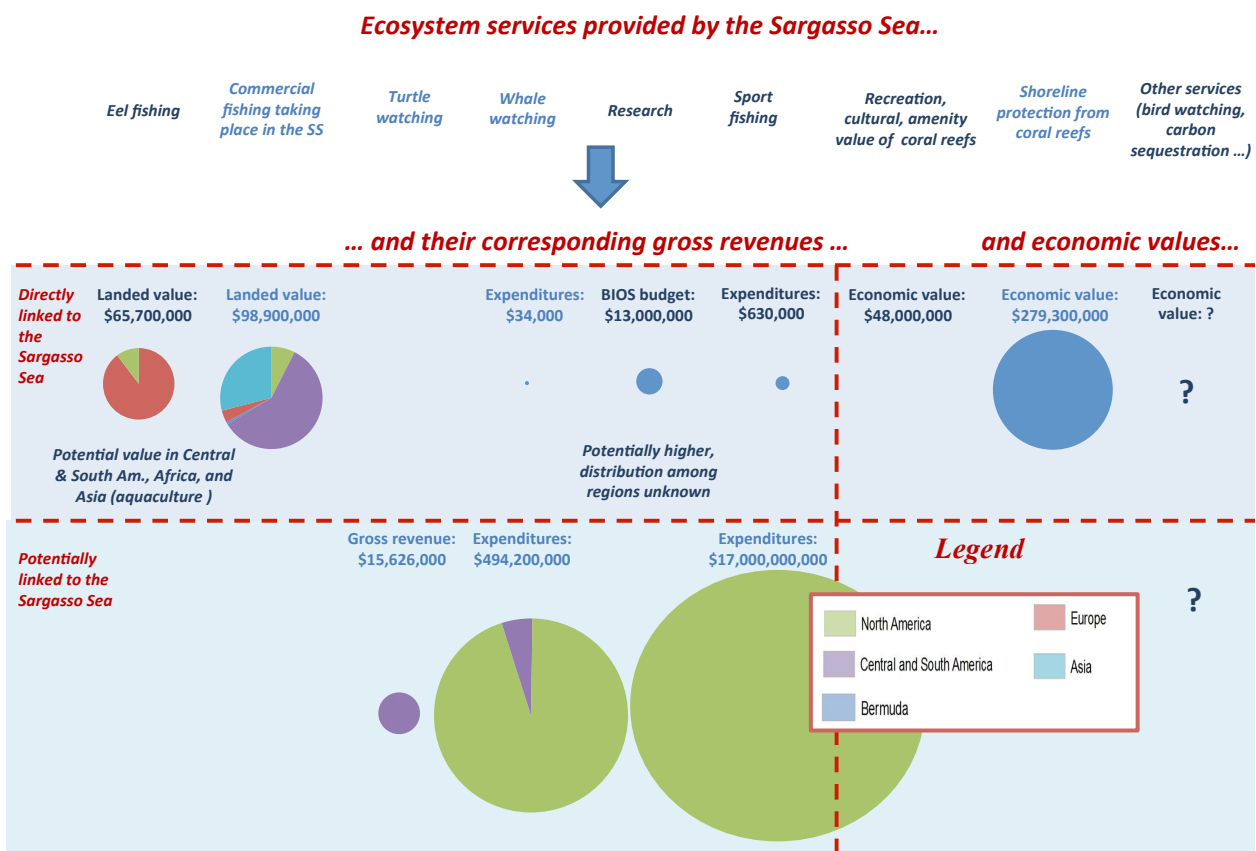 Ecosystem services provided by the Sargasso Sea…
Eel fishing
Commercial
fishing taking
place in the SS
Turtle
watching
Whale
watching
Research
Sport
fishing
Recreation,
cultural, amenity
value of coral reefs
Shoreline
protection from
coral reefs
Other services
(bird watching,
carbon
sequestration …)
… and their corresponding gross revenues …
and economic values…
Directly
linked to
the
Sargasso
Sea
Landed value:
$65,700,000
Landed value:
$98,900,000
Expenditures:
$34,000
BIOS budget:
$13,000,000
Expenditures:
$630,000
Economic value:
$48,000,000
Economic value:
$279,300,000
Economic
value: ?
?
Potential value in Central
& South Am., Africa, and
Asia (aquaculture )
Potentially higher,
distribution among
regions unknown
Potentially
linked to the
Sargasso Sea
Gross revenue:
$15,626,000
Expenditures:
$494,200,000
Expenditures:
$17,000,000,000
Legend
North America
Europe
Central and South America
Asia
Bermuda
?